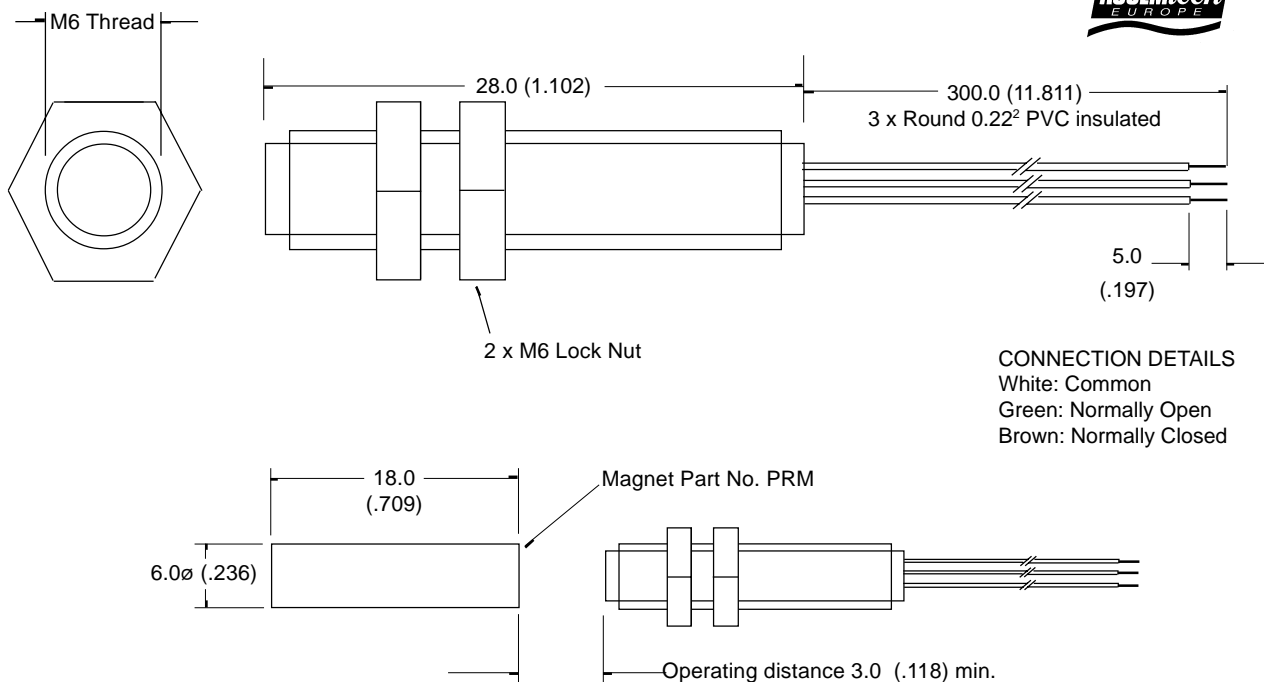 EUROPE
M6 Thread
28.0 (1.102)
300.0 (11.811)
3 x Round 0.22² PVC insulated
5.0
(.197)
2 x M6 Lock Nut
CONNECTION DETAILS
White: Common
Green: Normally Open
Brown: Normally Closed
18.0
(.709)
Magnet Part No. PRM
6.0ø (.236)
Operating distance 3.0 (.118) min.